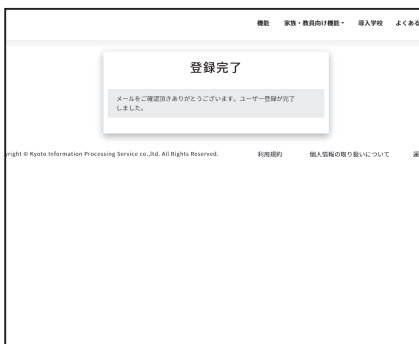 機能 家族・教員向け機能・ 導入学校 よくある
登録完了
メールをご確認頂きありがとうございます。ユーザー登録が完了
しました。
yright © Kyoto Information Processing Service co.,ltd. All Rights Reserved. 利用規約 個人情報の取り扱いについて 運